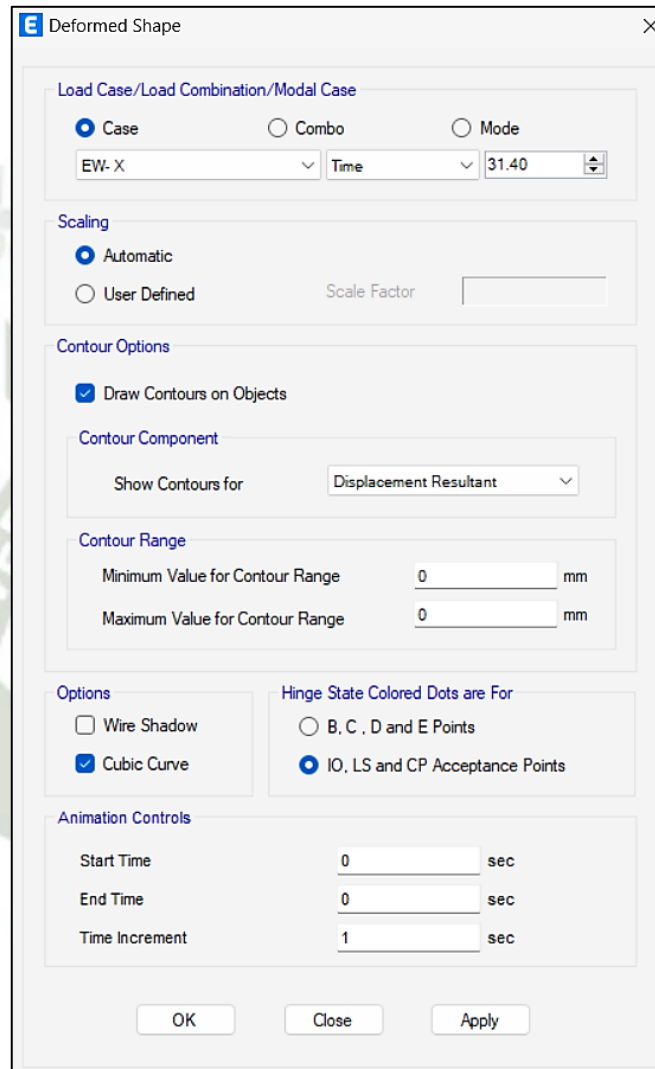 E Deformed Shape
Load Case/Load Combination/Modal Case
Case Combo Mode
EW- X Time 31.40
Scaling
Automatic
User Defined Scale Factor
Contour Options
Draw Contours on Objects
Contour Component
Show Contours for Displacement Resultant
Contour Range
Minimum Value for Contour Range 0 mm
Maximum Value for Contour Range 0 mm
Options Hinge State Colored Dots are For
Wire Shadow B, C , D and E Points
Cubic Curve IO, LS and CP Acceptance Points
Animation Controls
Start Time 0 sec
End Time 0 sec
Time Increment 1 sec
OK Close Apply